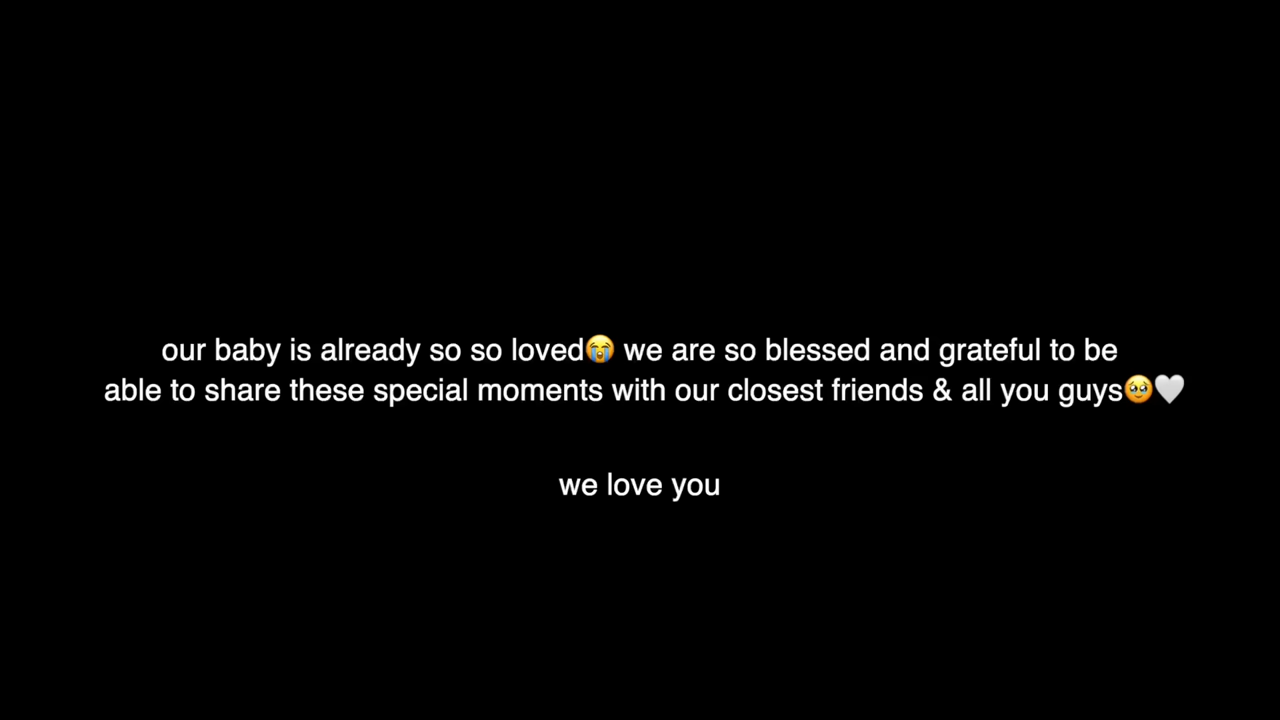 our baby is already so so loved😭 we are so blessed and grateful to be
able to share these special moments with our closest friends & all you guys🥹🤍
we love you